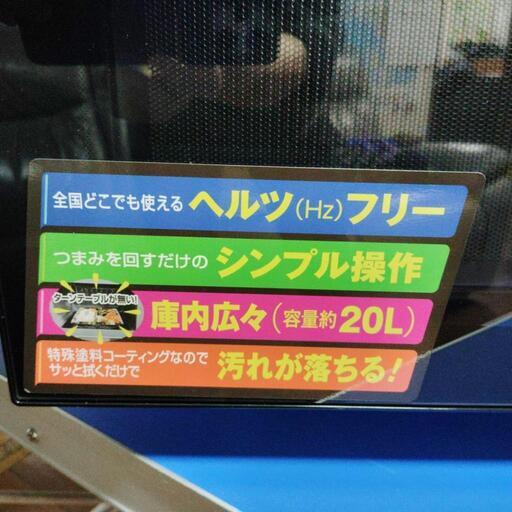 全国どこでも使える ヘルツ(Hz)フリー
つまみを回すだけの シンプル操作
ターンテーブルが無い!
庫内広々(容量約20L)
特殊塗料コーティングなので
サッと拭くだけで 汚れが落ちる!